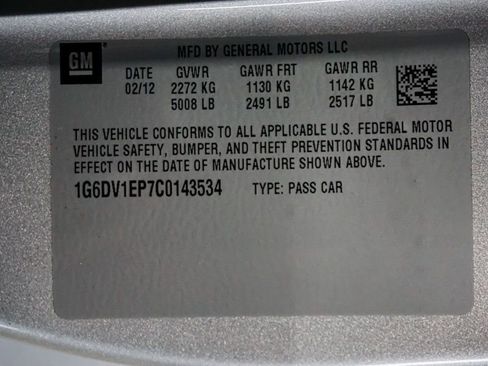 GM
MFD BY GENERAL MOTORS LLC
DATE GVWR GAWR FRT GAWR RR
02/12 2272 KG 1130 KG 1142 KG
5008 LB 2491 LB 2517 LB
THIS VEHICLE CONFORMS TO ALL APPLICABLE U.S. FEDERAL MOTOR
VEHICLE SAFETY, BUMPER, AND THEFT PREVENTION STANDARDS IN
EFFECT ON THE DATE OF MANUFACTURE SHOWN ABOVE.
1G6DV1EP7C0143534 TYPE: PASS CAR